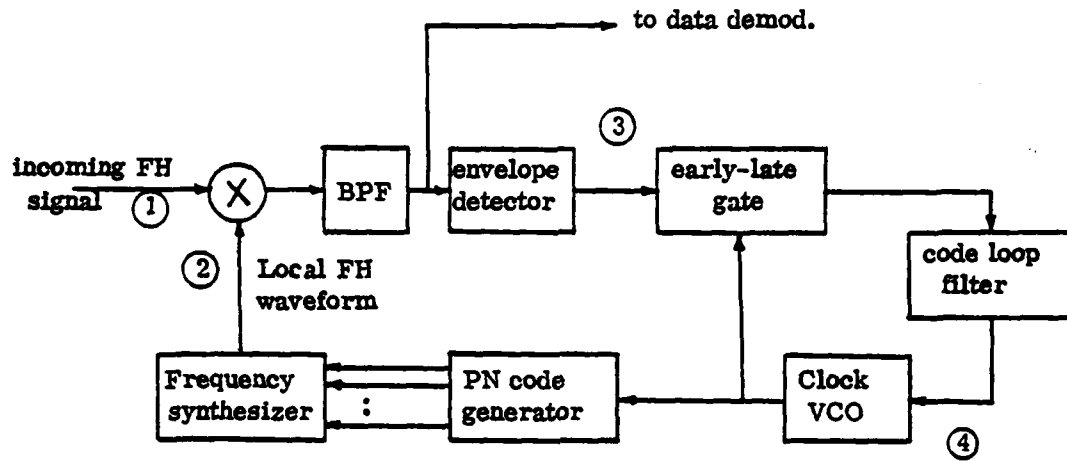 to data demod.
incoming FH
signal
①
X
BPF
envelope
detector
③
early-late
gate
code loop
filter
②
Local FH
waveform
Frequency
synthesizer
:
PN code
generator
Clock
VCO
④